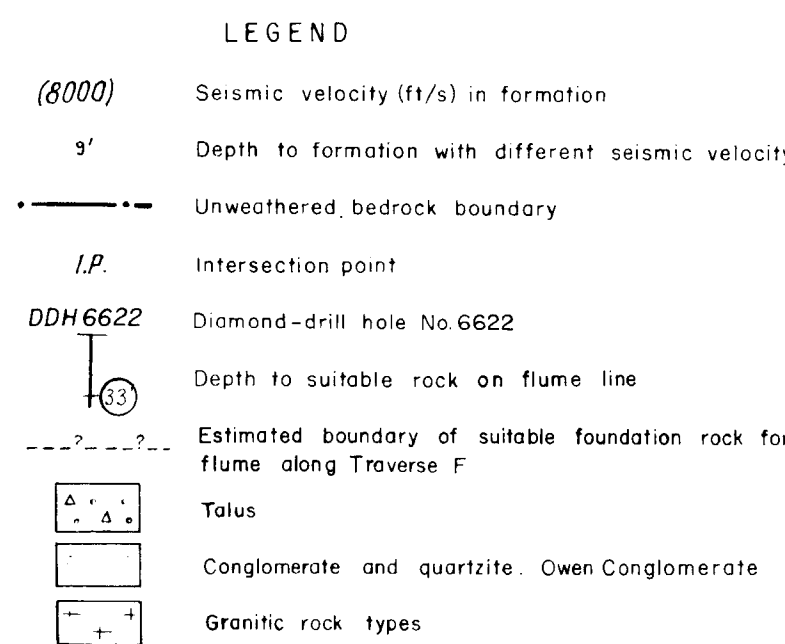 LEGEND
(8000) Seismic velocity (ft/s) in formation
9' Depth to formation with different seismic velocity
Unweathered bedrock boundary
I.P. Intersection point
DDH 6622 Diamond-drill hole No. 6622
33' Depth to suitable rock on flume line
? ? Estimated boundary of suitable foundation rock for
flume along Traverse F
Talus
Conglomerate and quartzite. Owen Conglomerate
Granitic rock types